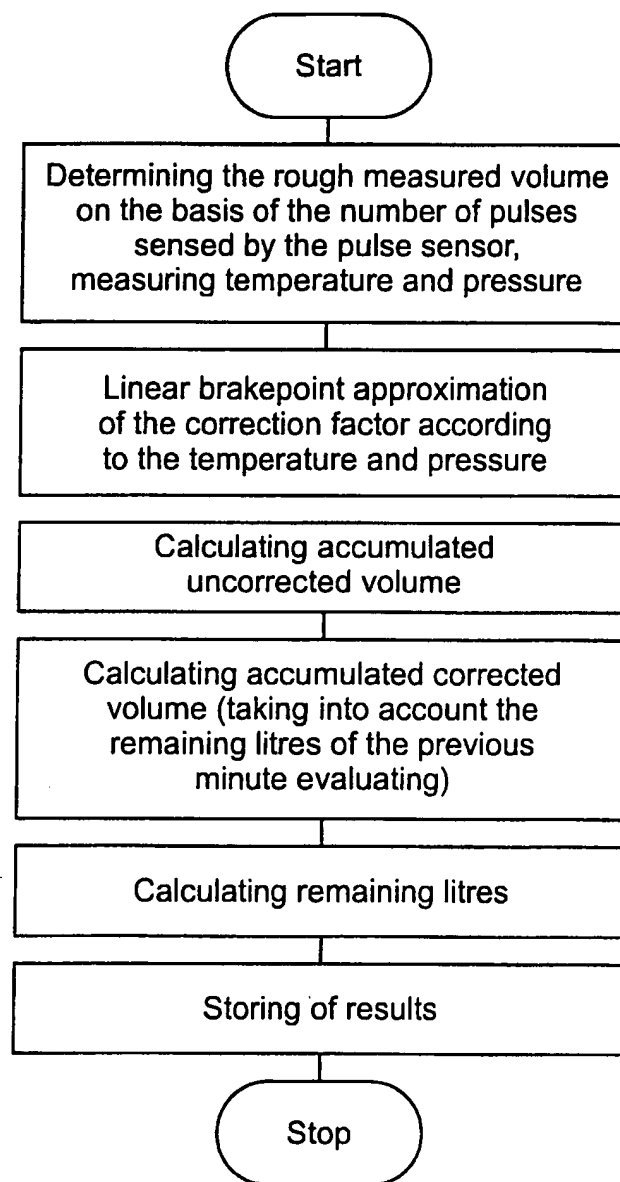 Start
Determining the rough measured volume
on the basis of the number of pulses
sensed by the pulse sensor,
measuring temperature and pressure
Linear brakepoint approximation
of the correction factor according
to the temperature and pressure
Calculating accumulated
uncorrected volume
Calculating accumulated corrected
volume (taking into account the
remaining litres of the previous
minute evaluating)
Calculating remaining litres
Storing of results
Stop